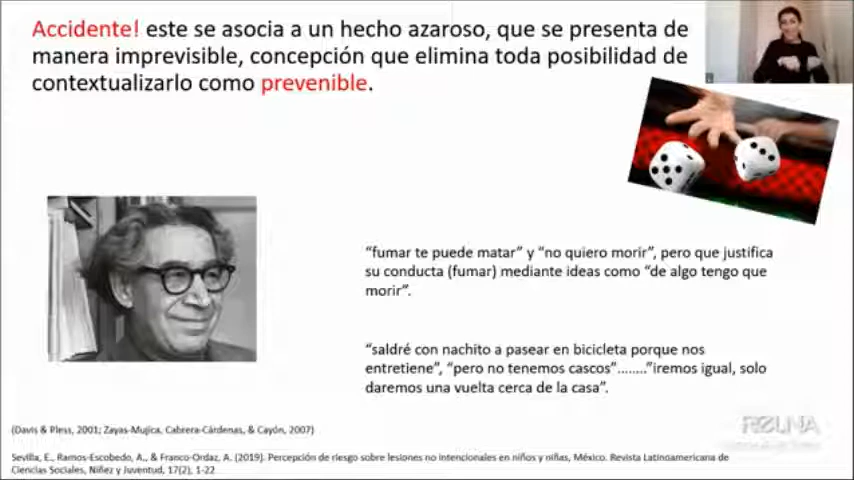 Accidente! este se asocia a un hecho azaroso, que se presenta de
manera imprevisible, concepción que elimina toda posibilidad de
contextualizarlo como prevenible.
“fumar te puede matar” y “no quiero morir”, pero que justifica
su conducta (fumar) mediante ideas como “de algo tengo que
morir”.
“saldré con nachito a pasear en bicicleta porque nos
entretiene”, “pero no tenemos cascos”........”iremos igual, solo
daremos una vuelta cerca de la casa”.
(Davis & Pless, 2001; Zayas-Mujica, Cabrera-Cárdenas, & Cayón, 2007)
Sevilla, E., Ramos-Escobedo, A., & Franco-Ordaz, A. (2019). Percepción de riesgo sobre lesiones no intencionales en niños y niñas, México. Revista Latinoamericana de
Ciencias Sociales, Niñez y Juventud, 17(2), 1-22